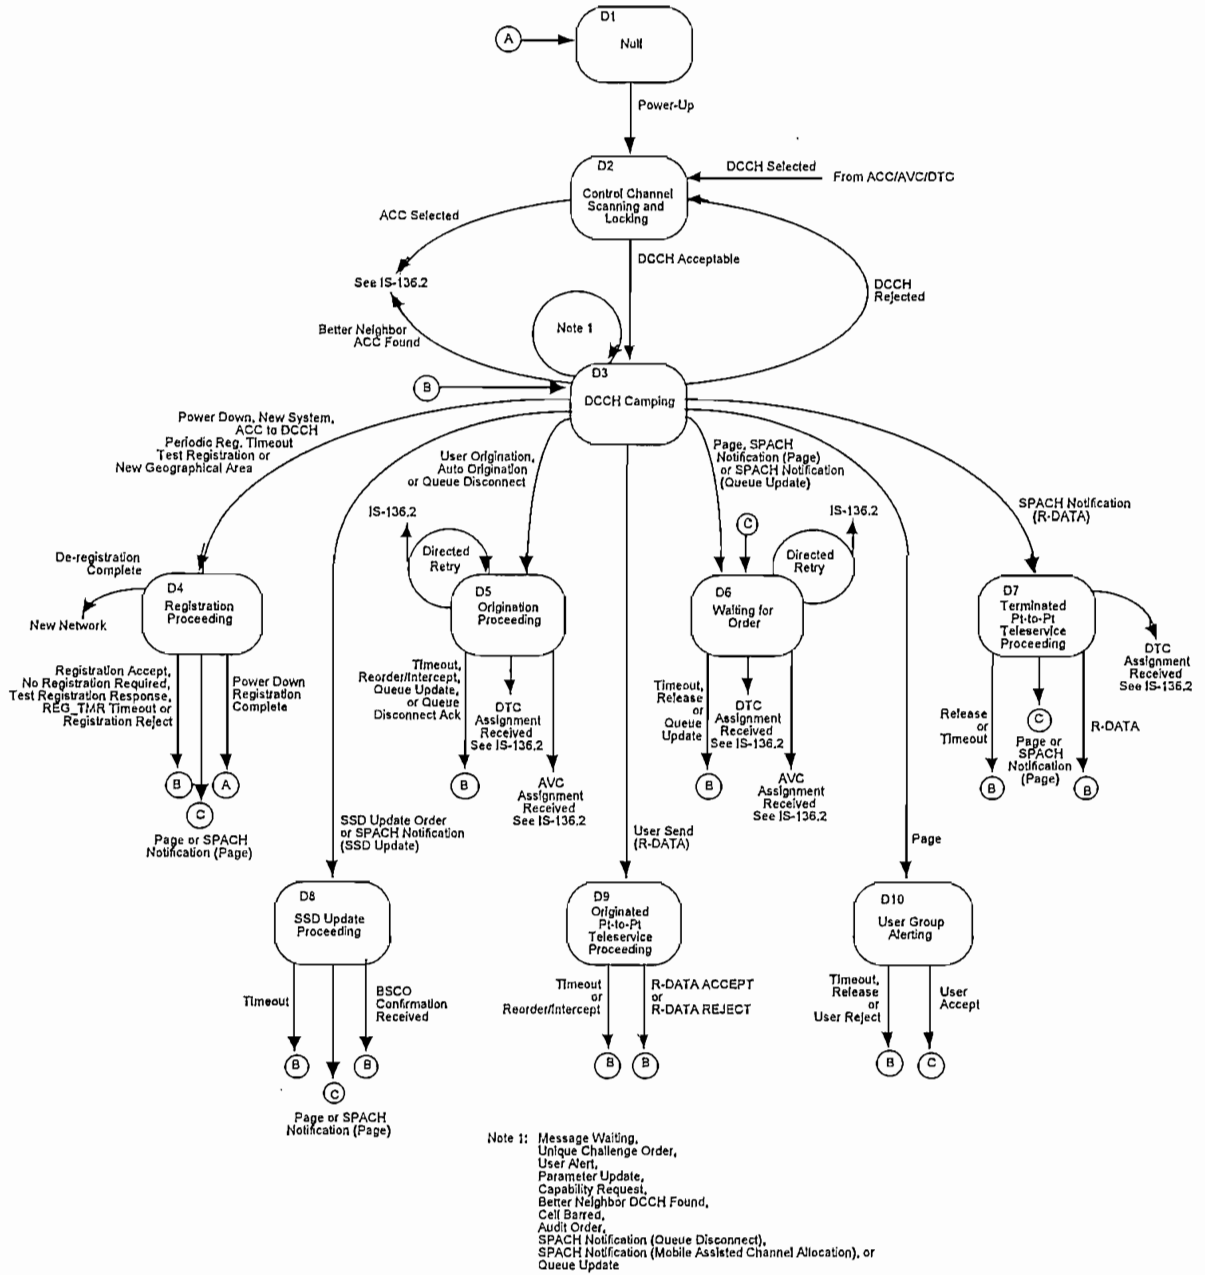 D1
Null
A
Power-Up
D2
Control Channel
Scanning and
Locking
DCCH Selected
From ACC/AVC/DTC
ACC Selected
See IS-136.2
DCCH Acceptable
DCCH
Rejected
Better Neighbor
ACC Found
Note 1
B
D3
DCCH Camping
Power Down, New System,
ACC to DCCH
Periodic Reg. Timeout
Test Registration or
New Geographical Area
User Origination,
Auto Origination
or Queue Disconnect
Page, SPACH
Notification (Page)
or SPACH Notification
(Queue Update)
SPACH Notification
(R-DATA)
De-registration
Complete
New Network
D4
Registration
Proceeding
IS-136.2
Directed
Retry
D5
Origination
Proceeding
C
IS-136.2
Directed
Retry
D6
Waiting for
Order
D7
Terminated
Pt-to-Pt
Teleservice
Proceeding
DTC
Assignment
Received
See IS-136.2
Registration Accept,
No Registration Required,
Test Registration Response,
REG_TMR Timeout or
Registration Reject
Power Down
Registration
Complete
B
A
C
Page or SPACH
Notification (Page)
Timeout,
Reorder/Intercept,
Queue Update,
or Queue
Disconnect Ack
DTC
Assignment
Received
See IS-136.2
B
AVC
Assignment
Received
See IS-136.2
Timeout,
Release
or
Queue
Update
DTC
Assignment
Received
See IS-136.2
B
AVC
Assignment
Received
See IS-136.2
Release
or
Timeout
C
Page or
SPACH
Notification
(Page)
R-DATA
B
B
SSD Update Order
or SPACH Notification
(SSD Update)
User Send
(R-DATA)
Page
D8
SSD Update
Proceeding
D9
Originated
Pt-to-Pt
Teleservice
Proceeding
D10
User Group
Alerting
Timeout
BSCO
Confirmation
Received
B
B
C
Page or SPACH
Notification (Page)
Timeout
or
Reorder/Intercept
R-DATA ACCEPT
or
R-DATA REJECT
B
B
Timeout,
Release
or
User Reject
User
Accept
B
C
Note 1: Message Waiting,
Unique Challenge Order,
User Alert,
Parameter Update,
Capability Request,
Better Neighbor DCCH Found,
Cell Barred,
Audit Order,
SPACH Notification (Queue Disconnect),
SPACH Notification (Mobile Assisted Channel Allocation), or
Queue Update